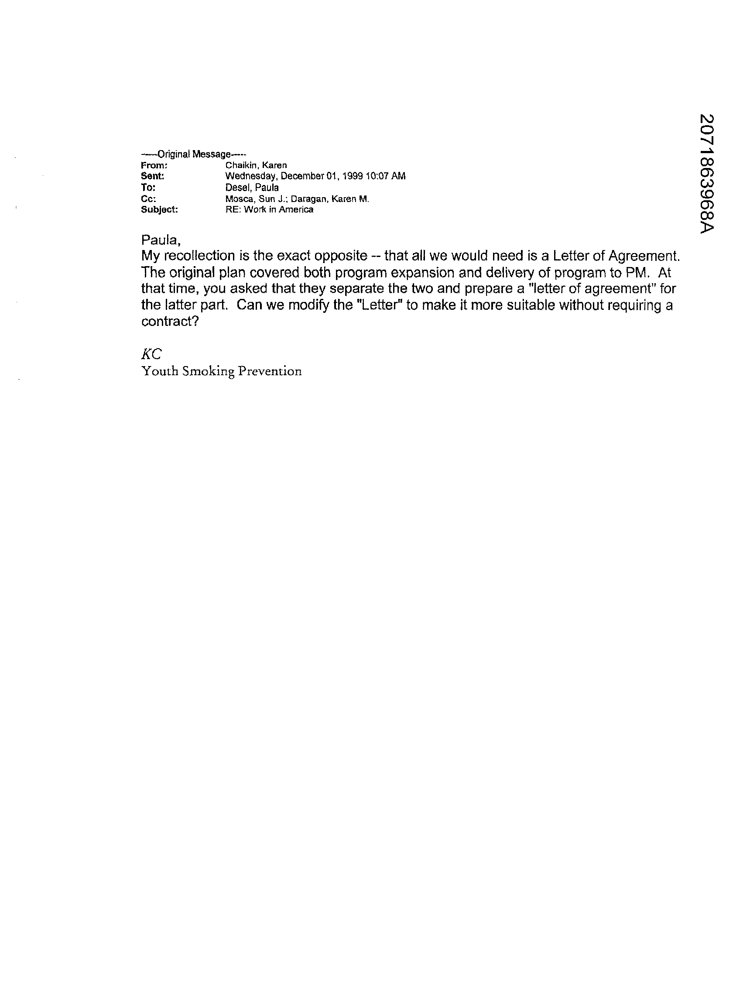 -----Original Message-----
From: Chaikin, Karen
Sent: Wednesday, December 01, 1999 10:07 AM
To: Desel, Paula
Cc: Mosca, Sun J.; Daragan, Karen M.
Subject: RE: Work in America
Paula,
My recollection is the exact opposite -- that all we would need is a Letter of Agreement.
The original plan covered both program expansion and delivery of program to PM. At
that time, you asked that they separate the two and prepare a "letter of agreement" for
the latter part. Can we modify the "Letter" to make it more suitable without requiring a
contract?
KC
Youth Smoking Prevention
2071863968A